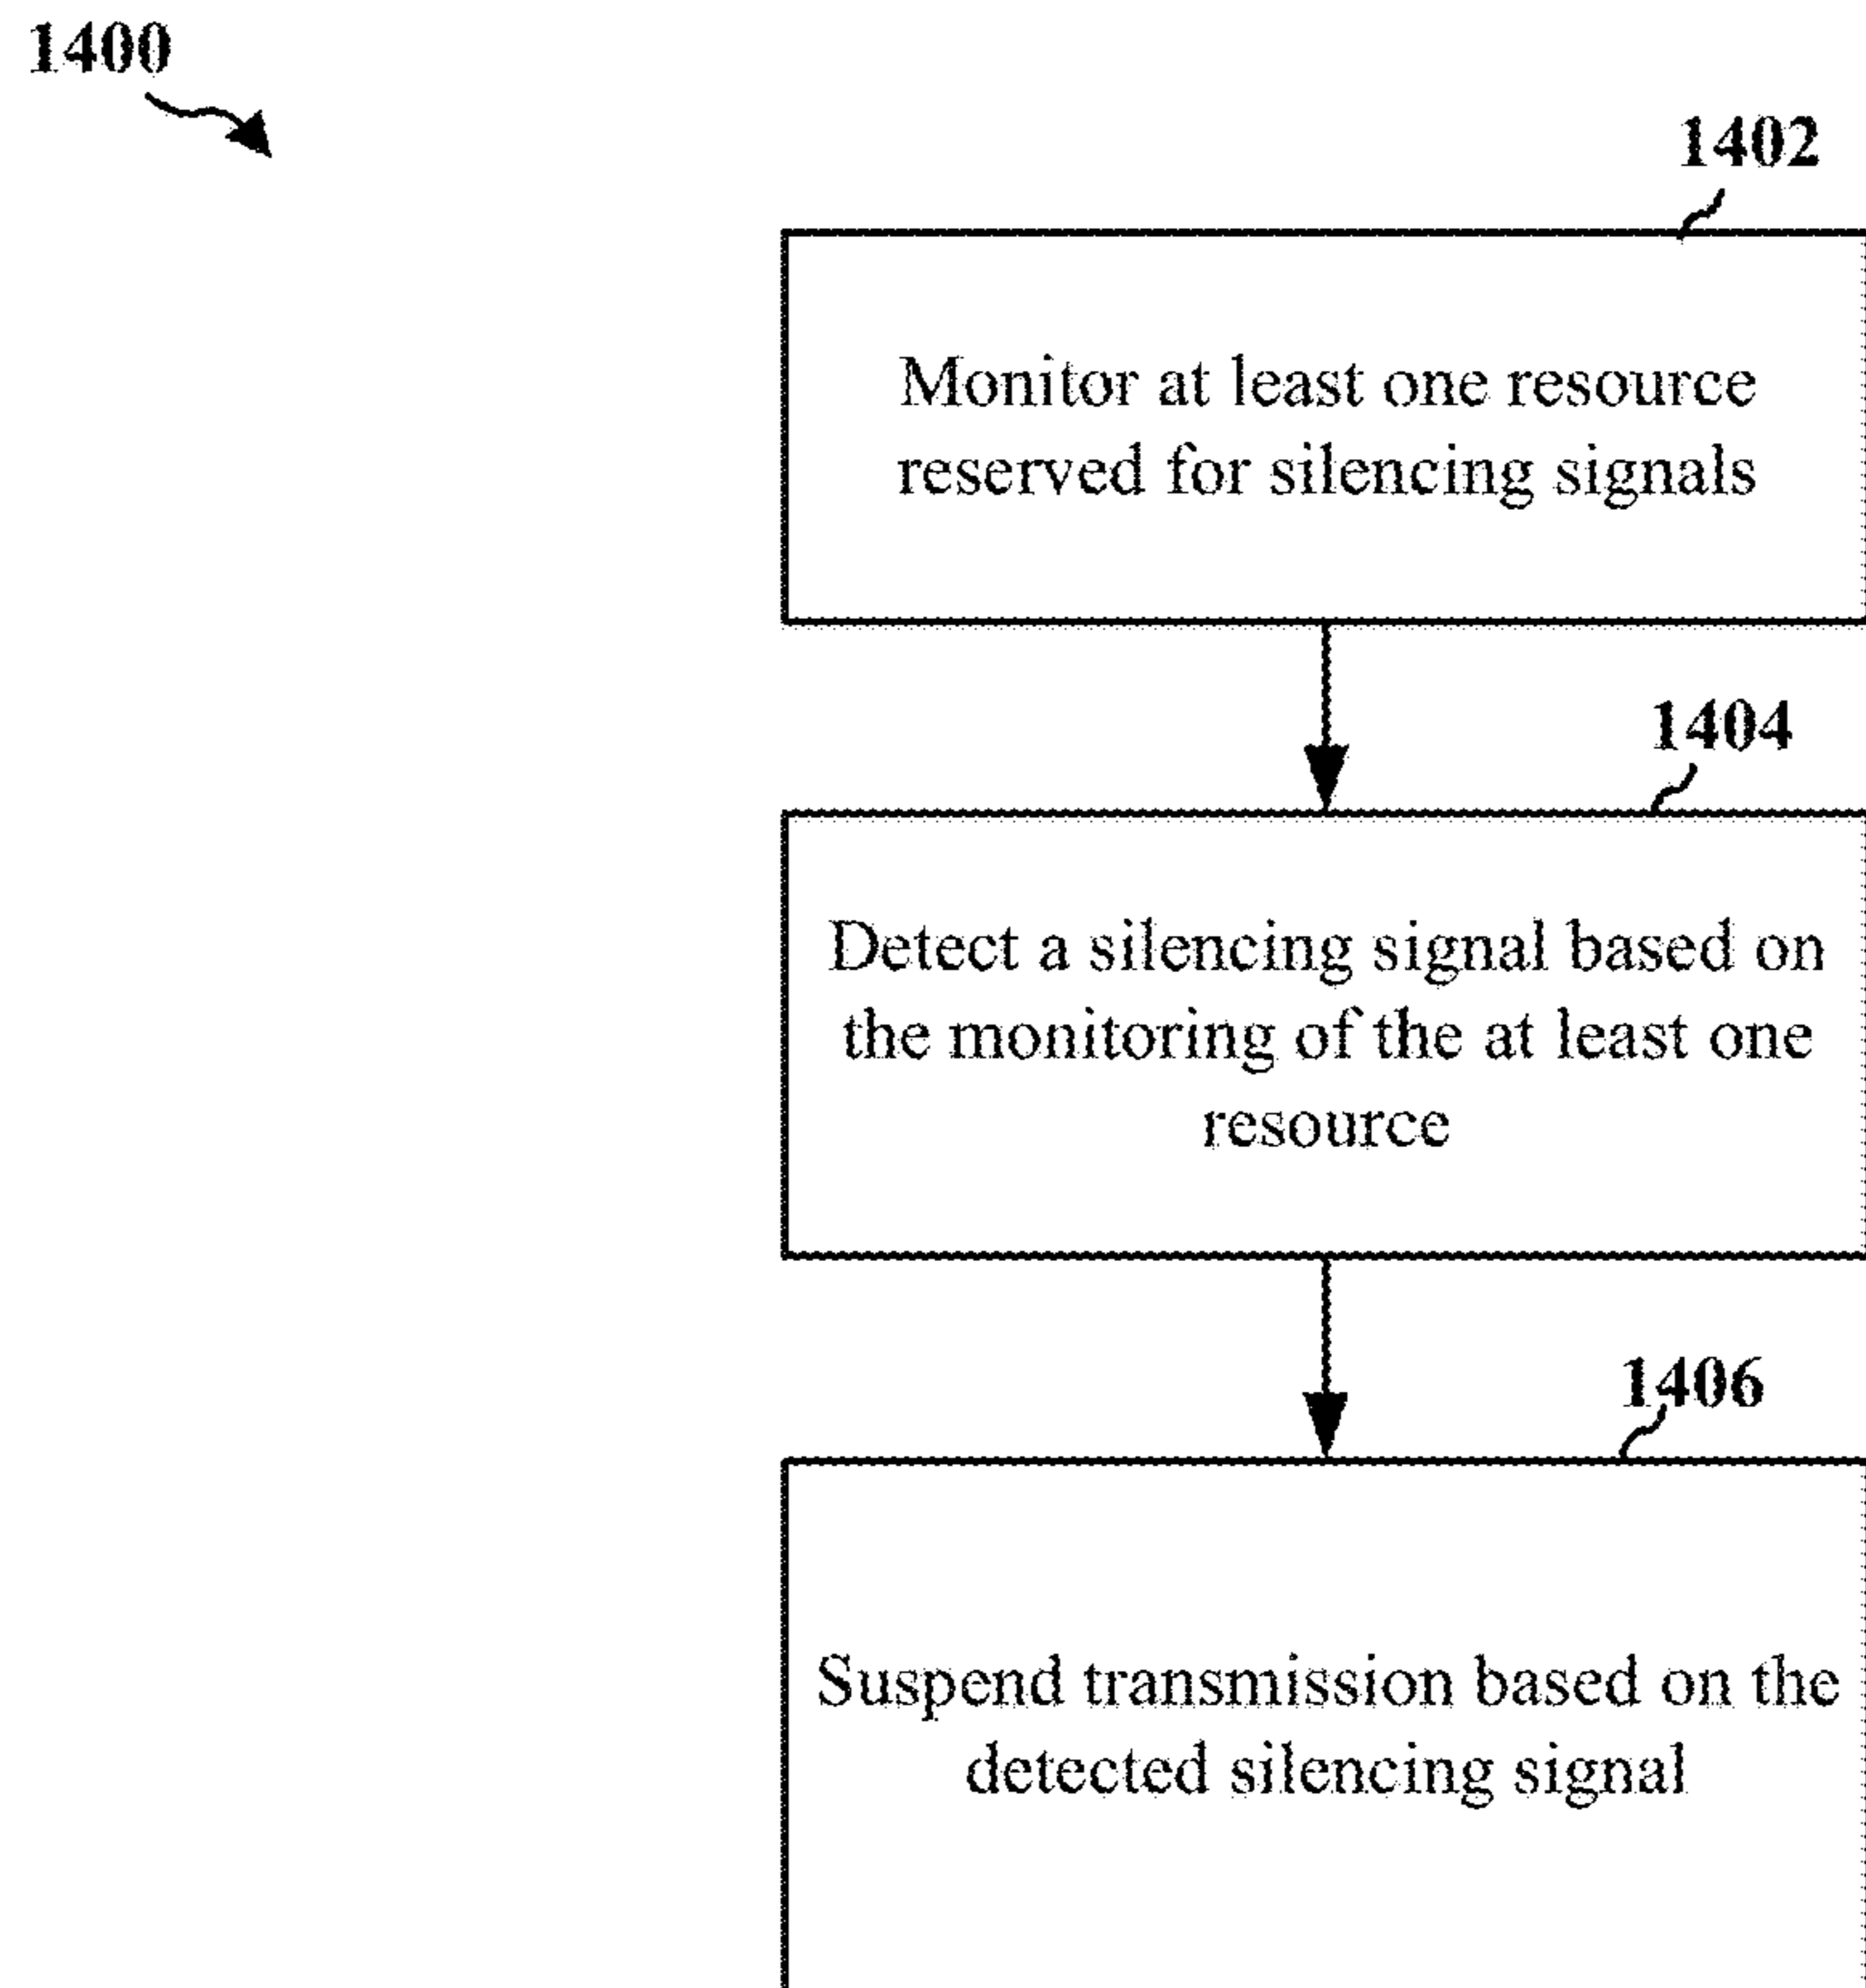 1400
1402
Monitor at least one resource
reserved for silencing signals
1404
Detect a silencing signal based on
the monitoring of the at least one
resource
1406
Suspend transmission based on the
detected silencing signal